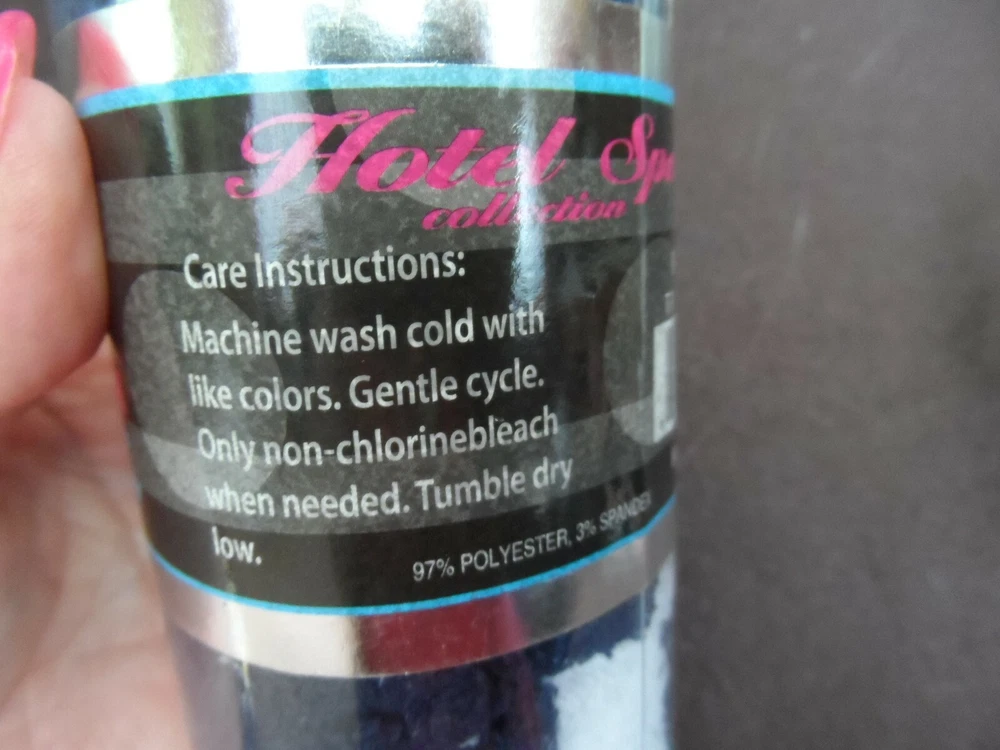 Hotel
collection
Care Instructions:
Machine wash cold with
like colors. Gentle cycle.
Only non-chlorinebleach
when needed. Tumble dry
low.
97% POLYESTER, 3% SPANDEX